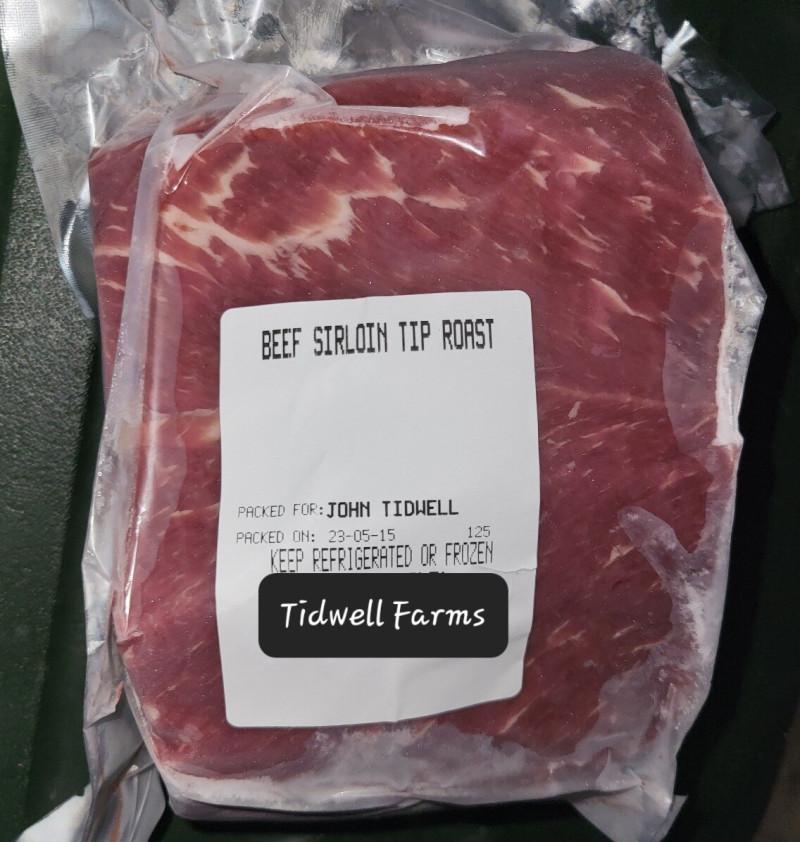 BEEF SIRLOIN TIP ROAST
PACKED FOR: JOHN TIDWELL
PACKED ON: 23-05-15 125
KEEP REFRIGERATED OR FROZEN
Tidwell Farms